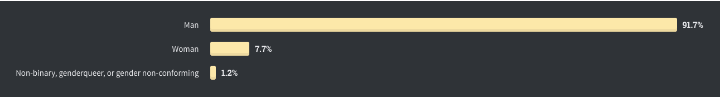 Man 91.7%
Woman 7.7%
Non-binary, genderqueer, or gender non-conforming 1.2%